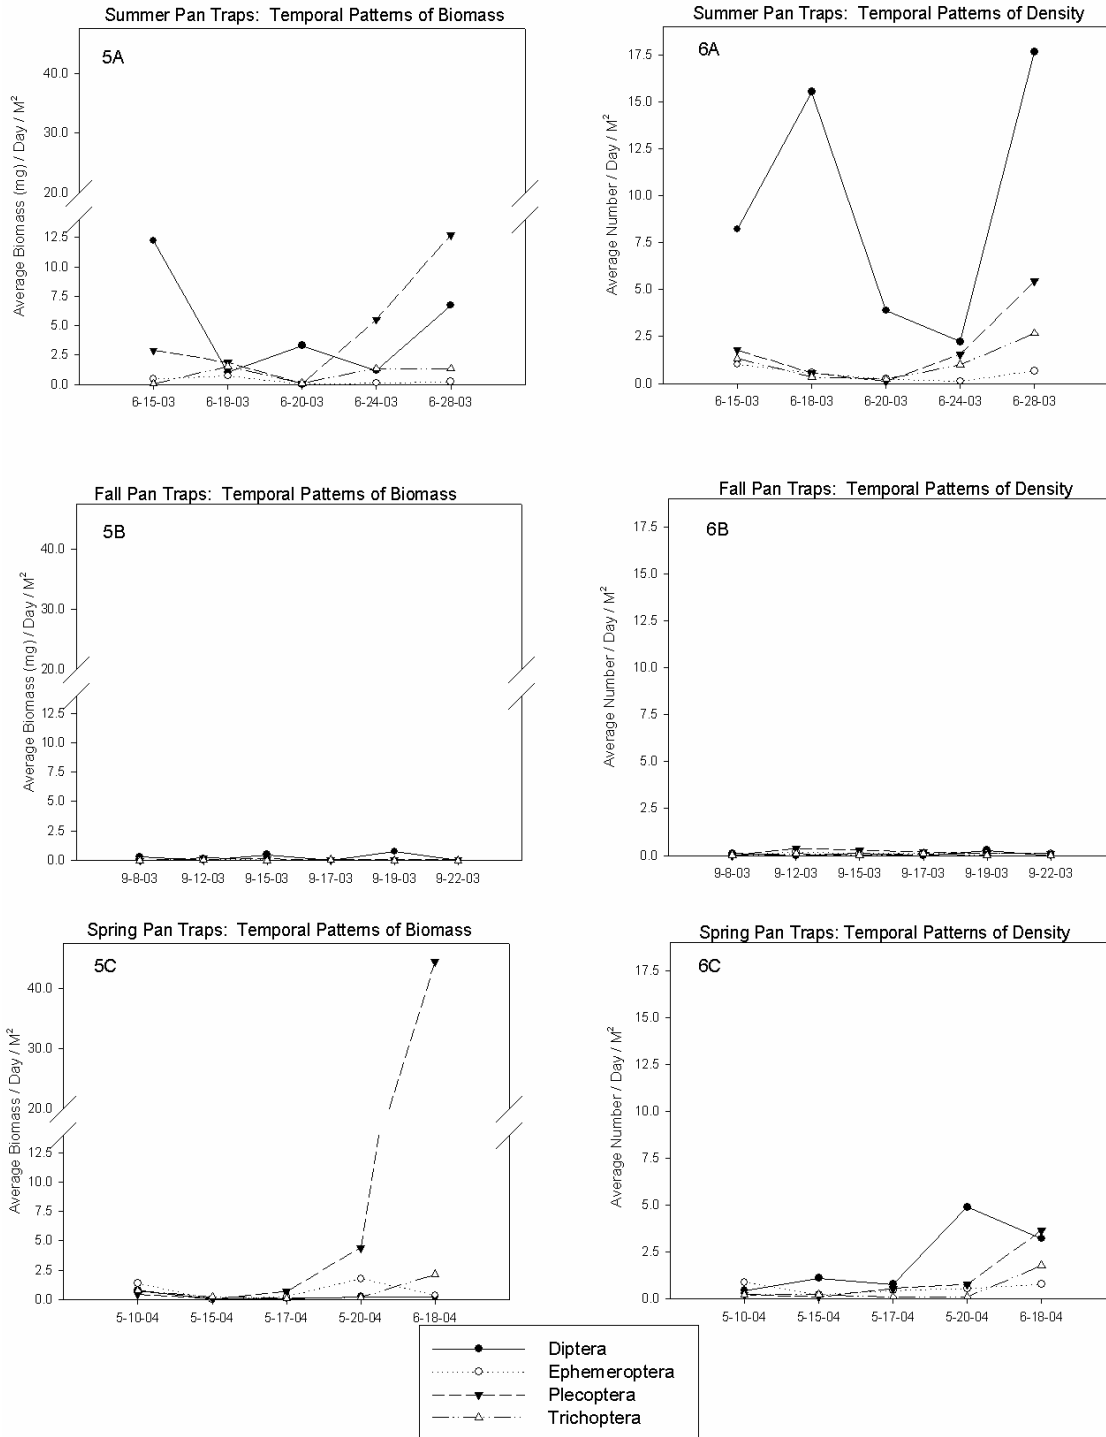 Summer Pan Traps: Temporal Patterns of Biomass
5A
40.0
30.0
20.0
12.5
10.0
7.5
5.0
2.5
0.0
Average Biomass (mg) / Day / M²
6-15-03 6-18-03 6-20-03 6-24-03 6-28-03
Summer Pan Traps: Temporal Patterns of Density
6A
17.5
15.0
12.5
10.0
7.5
5.0
2.5
0.0
Average Number / Day / M²
6-15-03 6-18-03 6-20-03 6-24-03 6-28-03
Fall Pan Traps: Temporal Patterns of Biomass
5B
40.0
30.0
20.0
12.5
10.0
7.5
5.0
2.5
0.0
Average Biomass (mg) / Day / M²
9-8-03 9-12-03 9-15-03 9-17-03 9-19-03 9-22-03
Fall Pan Traps: Temporal Patterns of Density
6B
17.5
15.0
12.5
10.0
7.5
5.0
2.5
0.0
Average Number / Day / M²
9-8-03 9-12-03 9-15-03 9-17-03 9-19-03 9-22-03
Spring Pan Traps: Temporal Patterns of Biomass
5C
40.0
30.0
20.0
12.5
10.0
7.5
5.0
2.5
0.0
Average Biomass / Day / M²
5-10-04 5-15-04 5-17-04 5-20-04 6-18-04
Spring Pan Traps: Temporal Patterns of Density
6C
17.5
15.0
12.5
10.0
7.5
5.0
2.5
0.0
Average Number / Day / M²
5-10-04 5-15-04 5-17-04 5-20-04 6-18-04
Diptera
Ephemeroptera
Plecoptera
Trichoptera